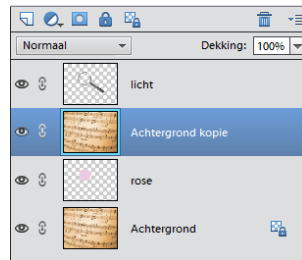 Normaal Dekking: 100%
licht
Achtergrond kopie
rose
Achtergrond